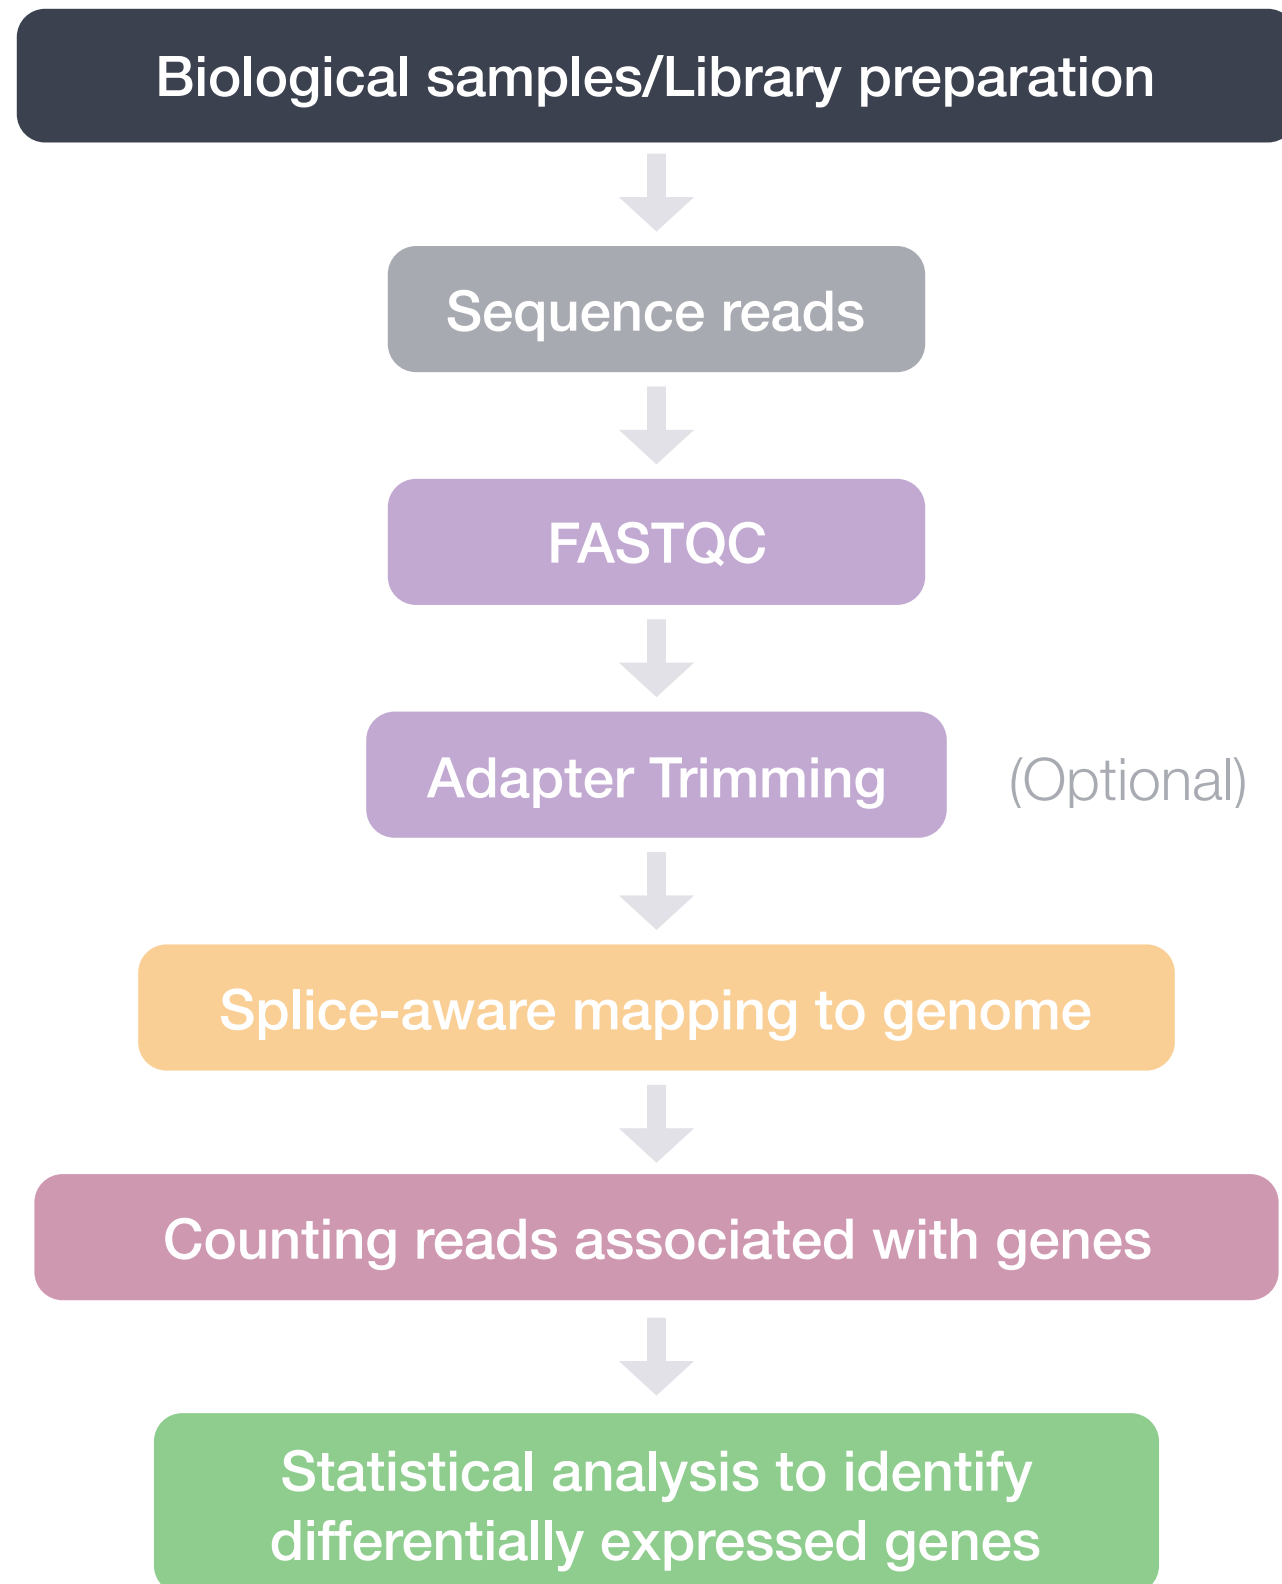 Biological samples/Library preparation
Sequence reads
FASTQC
Adapter Trimming
(Optional)
Splice-aware mapping to genome
Counting reads associated with genes
Statistical analysis to identify
differentially expressed genes